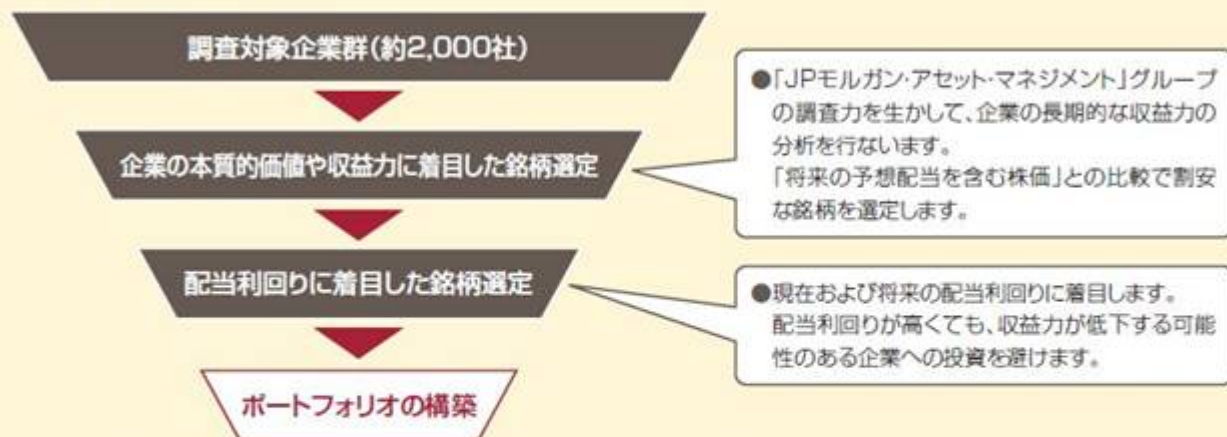 調査対象企業群(約2,000社)
企業の本質的価値や収益力に着目した銘柄選定
●「JPモルガン・アセット・マネジメント」グループ
の調査力を生かして、企業の長期的な収益力の
分析を行ないます。
「将来の予想配当を含む株価」との比較で割安
な銘柄を選定します。
配当利回りに着目した銘柄選定
●現在および将来の配当利回りに着目します。
配当利回りが高くても、収益力が低下する可能
性のある企業への投資を避けます。
ポートフォリオの構築